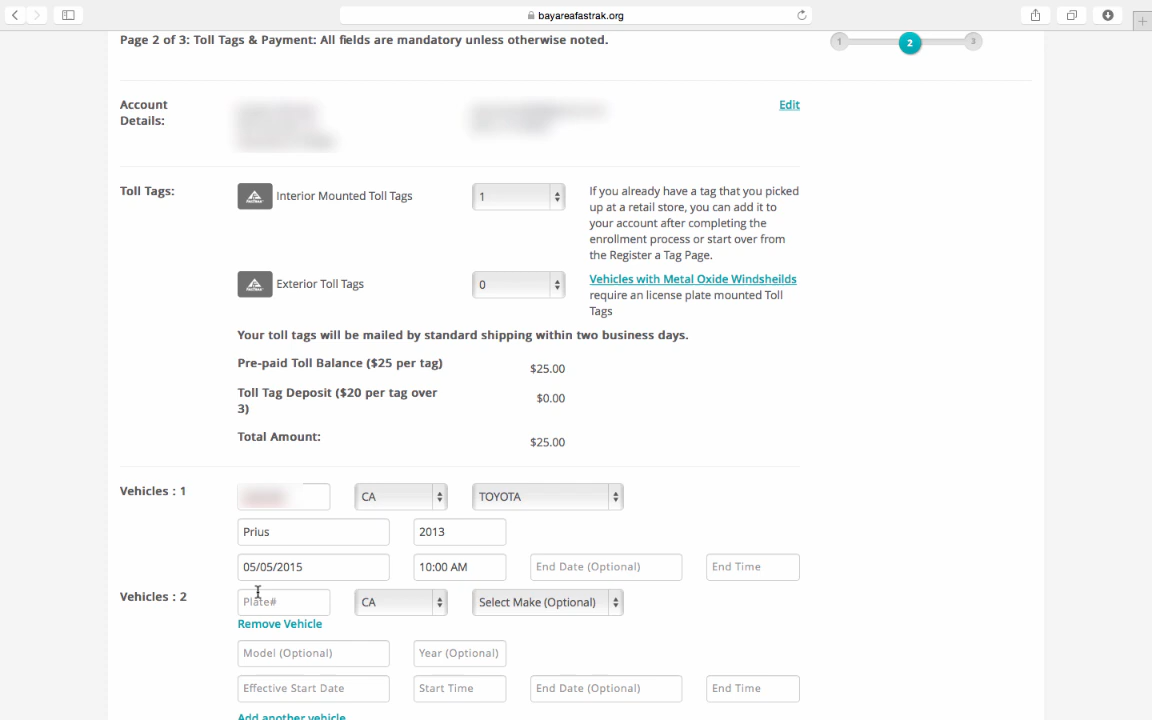 bayareafastrak.org
Page 2 of 3: Toll Tags & Payment: All fields are mandatory unless otherwise noted.
1 2 3
Account Details:
Edit
Toll Tags:
Interior Mounted Toll Tags
1
If you already have a tag that you picked
up at a retail store, you can add it to
your account after completing the
enrollment process or start over from
the Register a Tag Page.
Exterior Toll Tags
0
Vehicles with Metal Oxide Windsheilds
require an license plate mounted Toll
Tags
Your toll tags will be mailed by standard shipping within two business days.
Pre-paid Toll Balance ($25 per tag)
$25.00
Toll Tag Deposit ($20 per tag over
3)
$0.00
Total Amount:
$25.00
Vehicles : 1
CA
TOYOTA
Prius
2013
05/05/2015
10:00 AM
End Date (Optional)
End Time
Vehicles : 2
Plate#
CA
Select Make (Optional)
Remove Vehicle
Model (Optional)
Year (Optional)
Effective Start Date
Start Time
End Date (Optional)
End Time
Add another vehicle